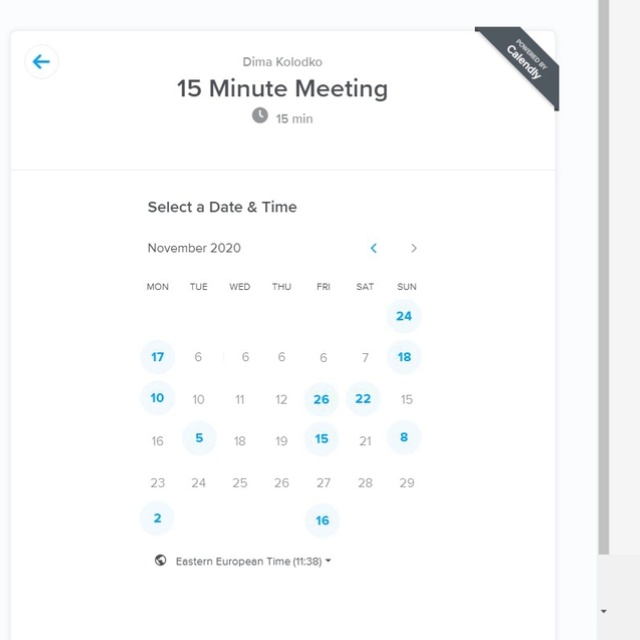 POWERED BY
Calendly
Dima Kolodko
15 Minute Meeting
15 min
Select a Date & Time
November 2020
MON TUE WED THU FRI SAT SUN
24
17 6 6 6 6 7 18
10 10 11 12 26 22 15
16 5 18 19 15 21 8
23 24 25 26 27 28 29
2 16
Eastern European Time (11:38)